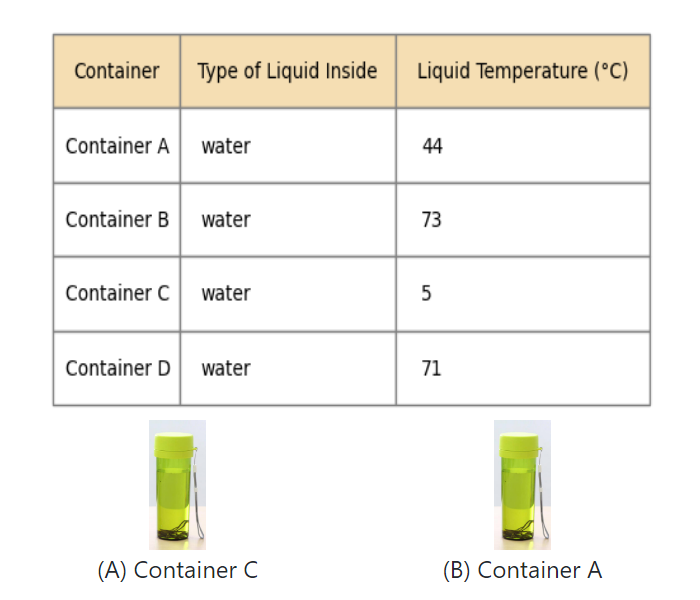 Container Type of Liquid Inside Liquid Temperature (°C)
Container A water 44
Container B water 73
Container C water 5
Container D water 71
(A) Container C (B) Container A